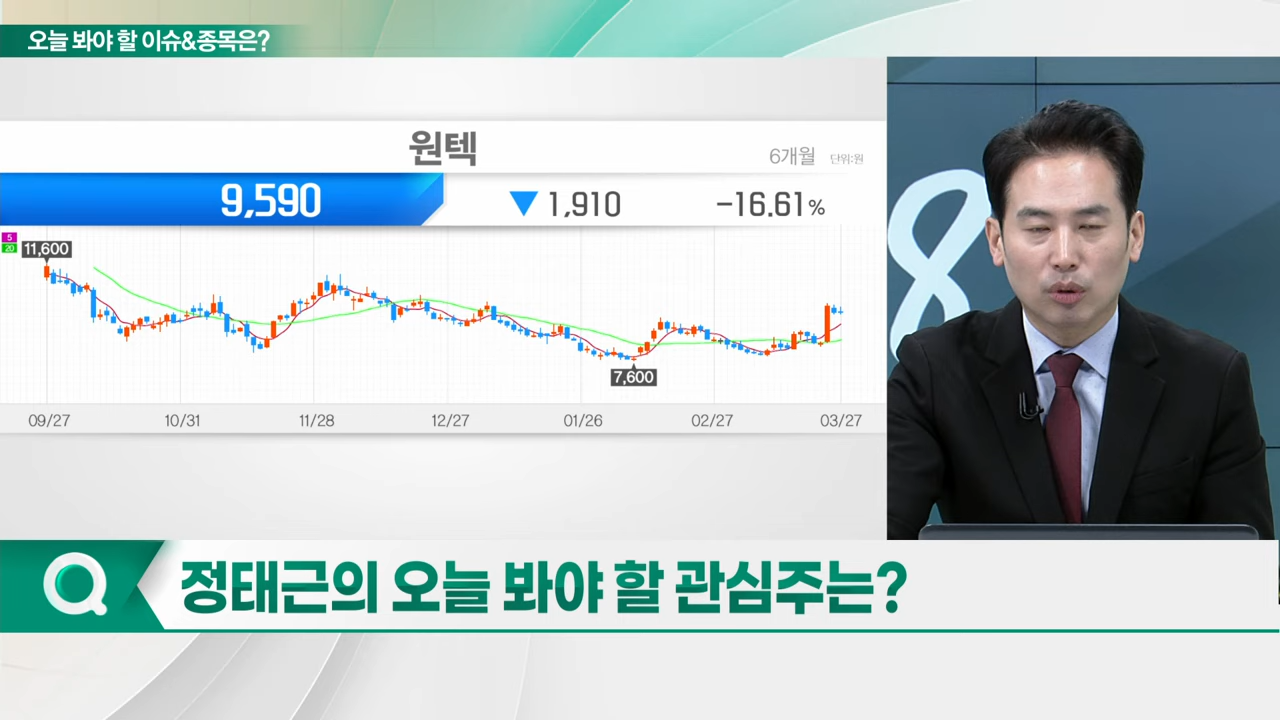 오늘 봐야 할 이슈&종목은?
원텍
6개월 단위:원
9,590 ▼ 1,910 -16.61%
5
20
11,600
7,600
09/27 10/31 11/28 12/27 01/26 02/27 03/27
8
정태근의 오늘 봐야 할 관심주는?